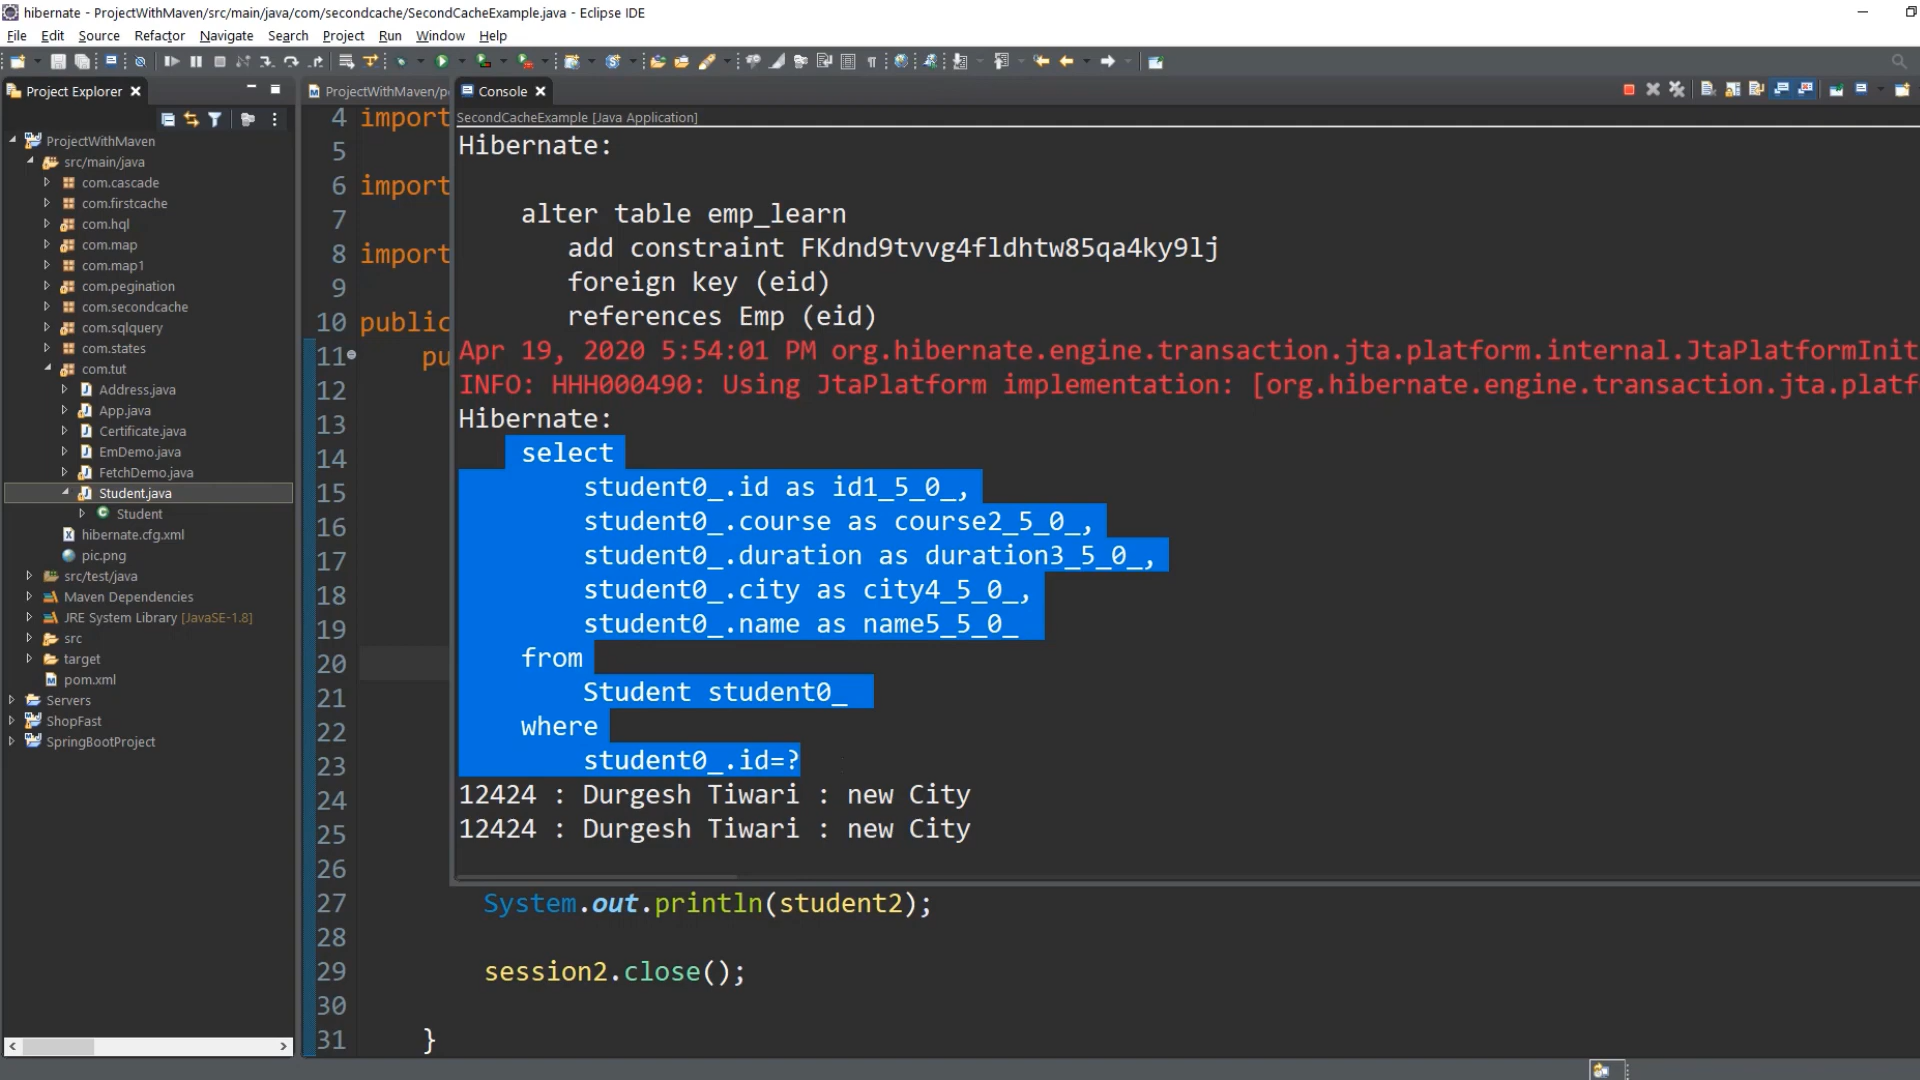 hibernate - ProjectWithMaven/src/main/java/com/secondcache/SecondCacheExample.java - Eclipse IDE
File Edit Source Refactor Navigate Search Project Run Window Help
Project Explorer
ProjectWithMaven/p
Console
SecondCacheExample [Java Application]
ProjectWithMaven
src/main/java
com.cascade
com.firstcache
com.hql
com.map
com.map1
com.pegination
com.secondcache
com.sqlquery
com.states
com.tut
Address.java
App.java
Certificate.java
EmDemo.java
FetchDemo.java
Student.java
Student
hibernate.cfg.xml
pic.png
src/test/java
Maven Dependencies
JRE System Library [JavaSE-1.8]
src
target
pom.xml
Servers
ShopFast
SpringBootProject
4 import
5
6 import
7
8 import
9
10 public
11 pu
12
13
14
15
16
17
18
19
20
21
22
23
24
25
26
Hibernate:
alter table emp_learn
add constraint FKdnd9tvvg4fldhtw85qa4ky9lj
foreign key (eid)
references Emp (eid)
Apr 19, 2020 5:54:01 PM org.hibernate.engine.transaction.jta.platform.internal.JtaPlatformInit
INFO: HHH000490: Using JtaPlatform implementation: [org.hibernate.engine.transaction.jta.platf
Hibernate:
select
student0_.id as id1_5_0_,
student0_.course as course2_5_0_,
student0_.duration as duration3_5_0_,
student0_.city as city4_5_0_,
student0_.name as name5_5_0_
from
Student student0_
where
student0_.id=?
12424 : Durgesh Tiwari : new City
12424 : Durgesh Tiwari : new City
27 System.out.println(student2);
28
29 session2.close();
30
31 }